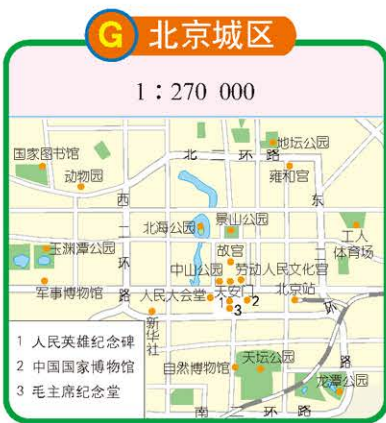 G 北京城区
1：270 000
地坛公园
国家图书馆
北二环路
动物园
雍和宫
西二环路
东二环路
北海公园
景山公园
工人体育场
玉渊潭公园
故宫
中山公园
劳动人民文化宫
军事博物馆
人民大会堂
天安门
北京站
1
2
3
新华社
1 人民英雄纪念碑
2 中国国家博物馆
3 毛主席纪念堂
自然博物馆
天坛公园
龙潭公园
南二环路